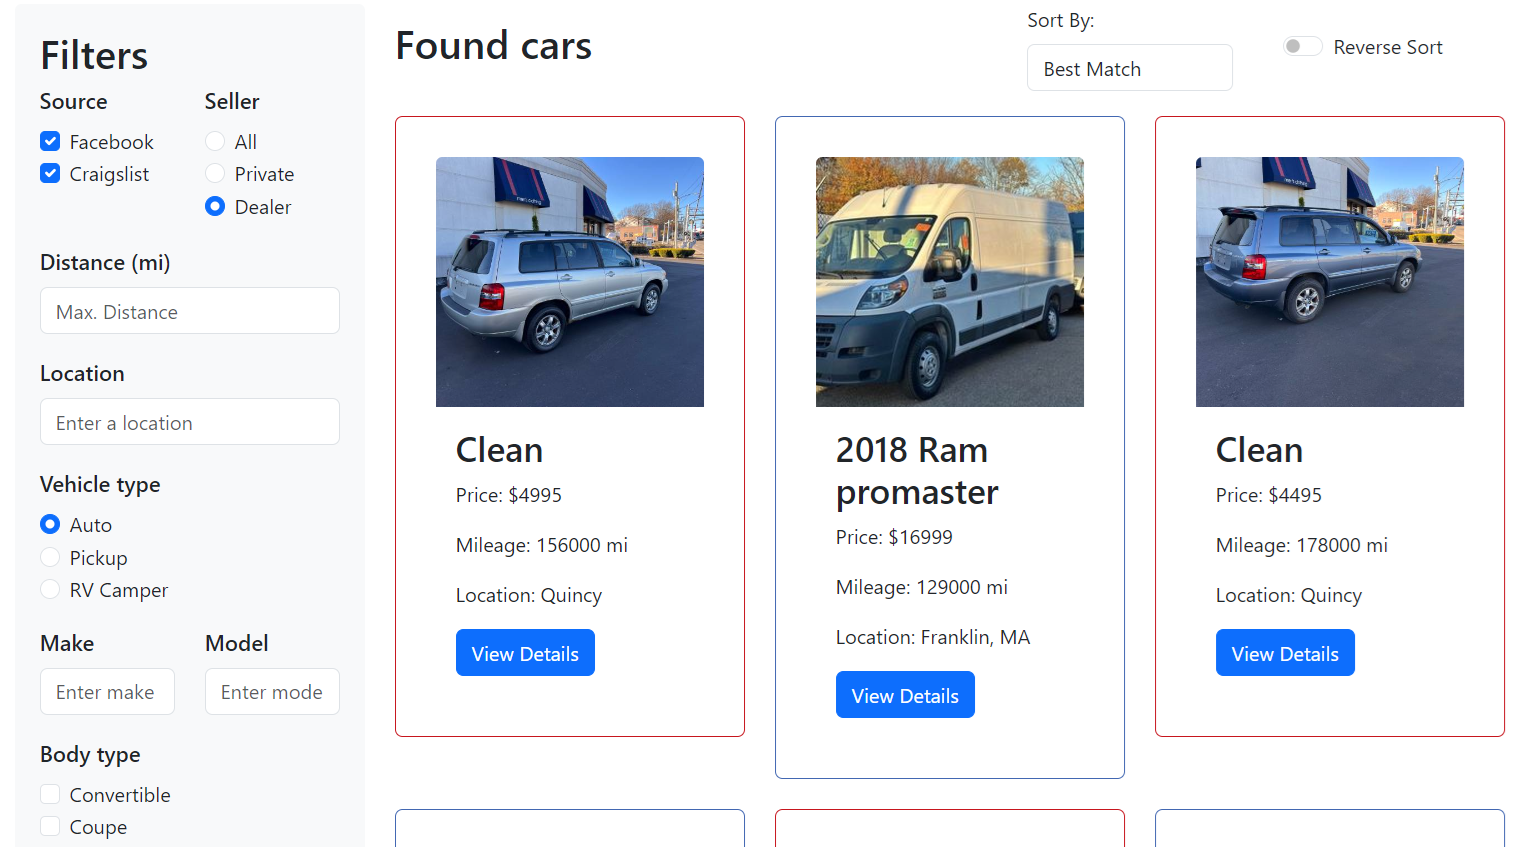 Filters
Source
Seller
Facebook
All
Craigslist
Private
Dealer
Distance (mi)
Max. Distance
Location
Enter a location
Vehicle type
Auto
Pickup
RV Camper
Make
Model
Enter make
Enter mode
Body type
Convertible
Coupe
Found cars
Sort By:
Best Match
Reverse Sort
Clean
Price: $4995
Mileage: 156000 mi
Location: Quincy
View Details
2018 Ram
promaster
Price: $16999
Mileage: 129000 mi
Location: Franklin, MA
View Details
Clean
Price: $4495
Mileage: 178000 mi
Location: Quincy
View Details